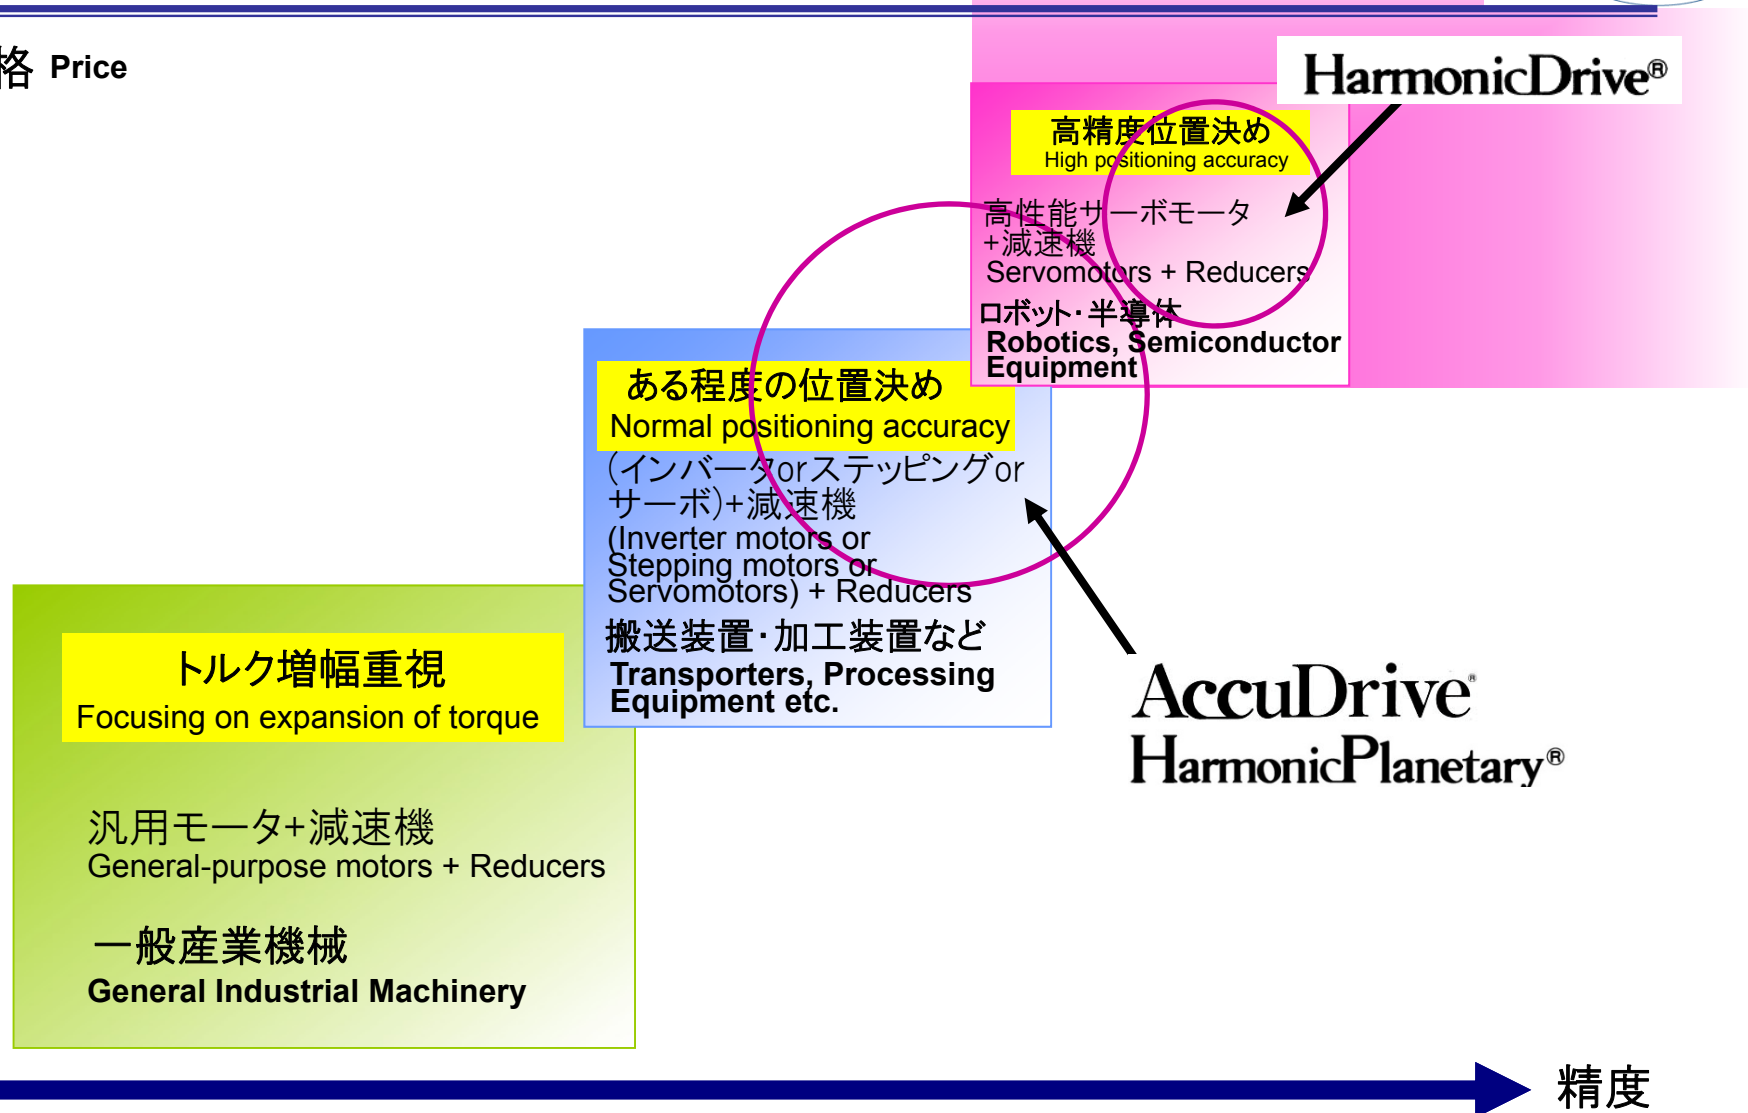 格 Price
HarmonicDrive®
高精度位置決め
High positioning accuracy
高性能サーボモータ
+減速機
Servomotors + Reducers
ロボット・半導体
Robotics, Semiconductor
Equipment
ある程度の位置決め
Normal positioning accuracy
(インバータorステッピングor
サーボ)+減速機
(Inverter motors or
Stepping motors or
Servomotors) + Reducers
搬送装置・加工装置など
Transporters, Processing
Equipment etc.
AccuDrive®
HarmonicPlanetary®
トルク増幅重視
Focusing on expansion of torque
汎用モータ+減速機
General-purpose motors + Reducers
一般産業機械
General Industrial Machinery
精度